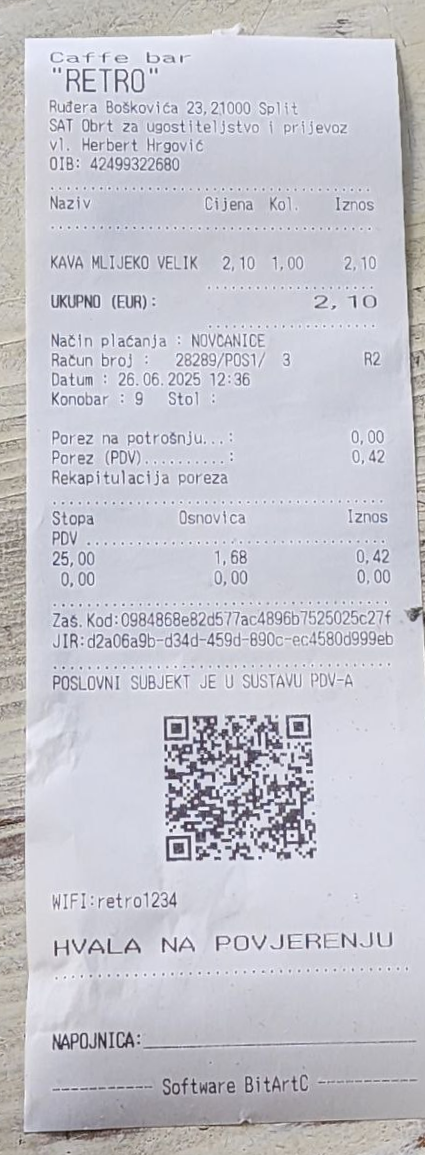 Caffe bar
"RETRO"
Ruđera Boškovića 23,21000 Split
SAT Obrt za ugostiteljstvo i prijevoz
vl. Herbert Hrgović
OIB: 42499322680
Naziv Cijena Kol. Iznos
KAVA MLIJEKO VELIK 2,10 1,00 2,10
UKUPNO (EUR): 2,10
Način plaćanja : NOVČANICE
Račun broj : 28289/POS1/ 3 R2
Datum : 26.06.2025 12:36
Konobar : 9 Stol :
Porez na potrošnju...: 0,00
Porez (PDV)..........: 0,42
Rekapitulacija poreza
Stopa Osnovica Iznos
PDV
25,00 1,68 0,42
0,00 0,00 0,00
Zaš. Kod:0984868e82d577ac4896b7525025c27f
JIR:d2a06a9b-d34d-459d-890c-ec4580d999eb
POSLOVNI SUBJEKT JE U SUSTAVU PDV-A
WIFI:retro1234
HVALA NA POVJERENJU
NAPOJNICA:
Software BitArtC